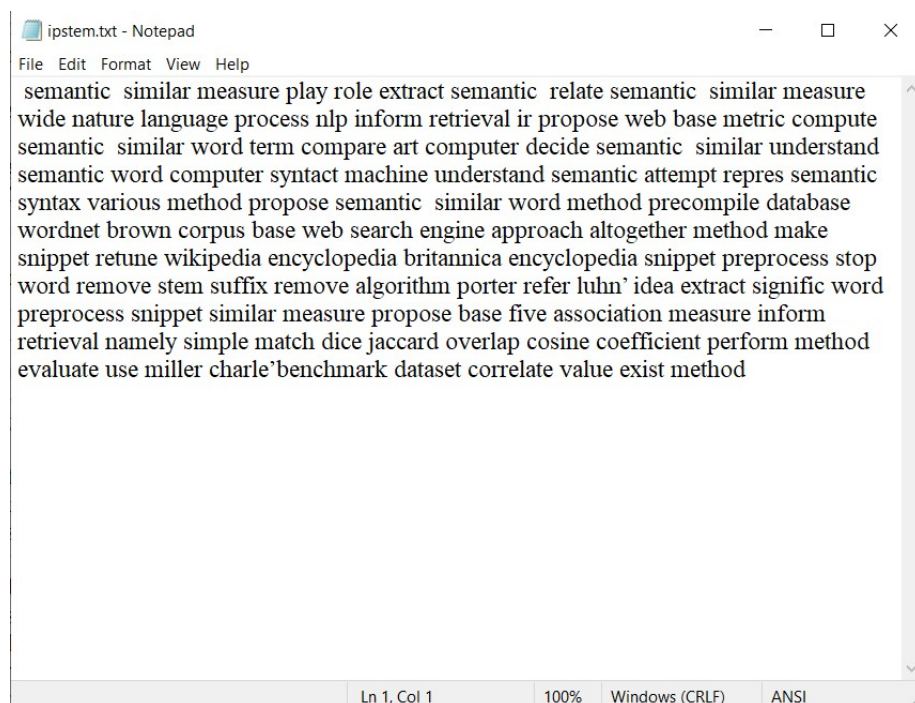 ipstem.txt - Notepad
File Edit Format View Help
semantic  similar measure play role extract semantic  relate semantic  similar measure
wide nature language process nlp inform retrieval ir propose web base metric compute
semantic  similar word term compare art computer decide semantic  similar understand
semantic word computer syntact machine understand semantic attempt repres semantic
syntax various method propose semantic  similar word method precompile database
wordnet brown corpus base web search engine approach altogether method make
snippet retune wikipedia encyclopedia britannica encyclopedia snippet preprocess stop
word remove stem suffix remove algorithm porter refer luhn’ idea extract signific word
preprocess snippet similar measure propose base five association measure inform
retrieval namely simple match dice jaccard overlap cosine coefficient perform method
evaluate use miller charle’benchmark dataset correlate value exist method
Ln 1, Col 1 100% Windows (CRLF) ANSI